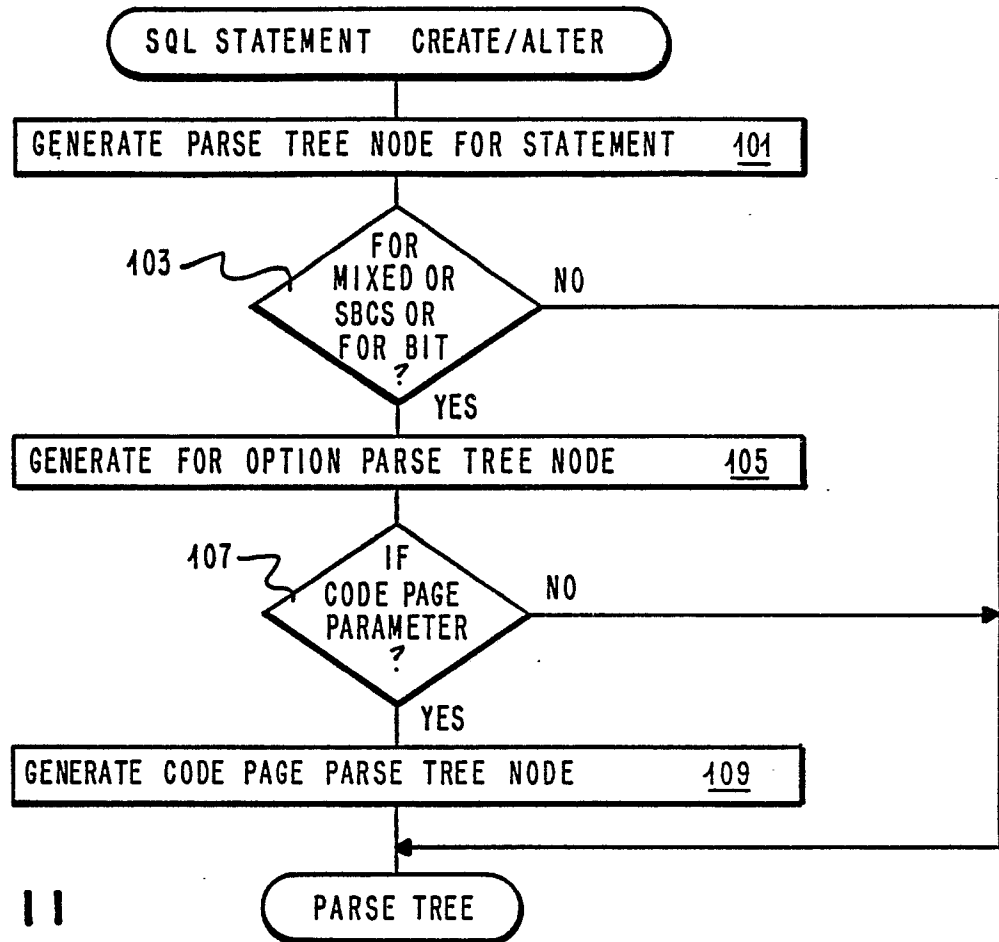 SQL STATEMENT CREATE/ALTER
GENERATE PARSE TREE NODE FOR STATEMENT 101
103
FOR
MIXED OR
SBCS OR
FOR BIT
?
NO
YES
GENERATE FOR OPTION PARSE TREE NODE 105
107
IF
CODE PAGE
PARAMETER
?
NO
YES
GENERATE CODE PAGE PARSE TREE NODE 109
PARSE TREE
11